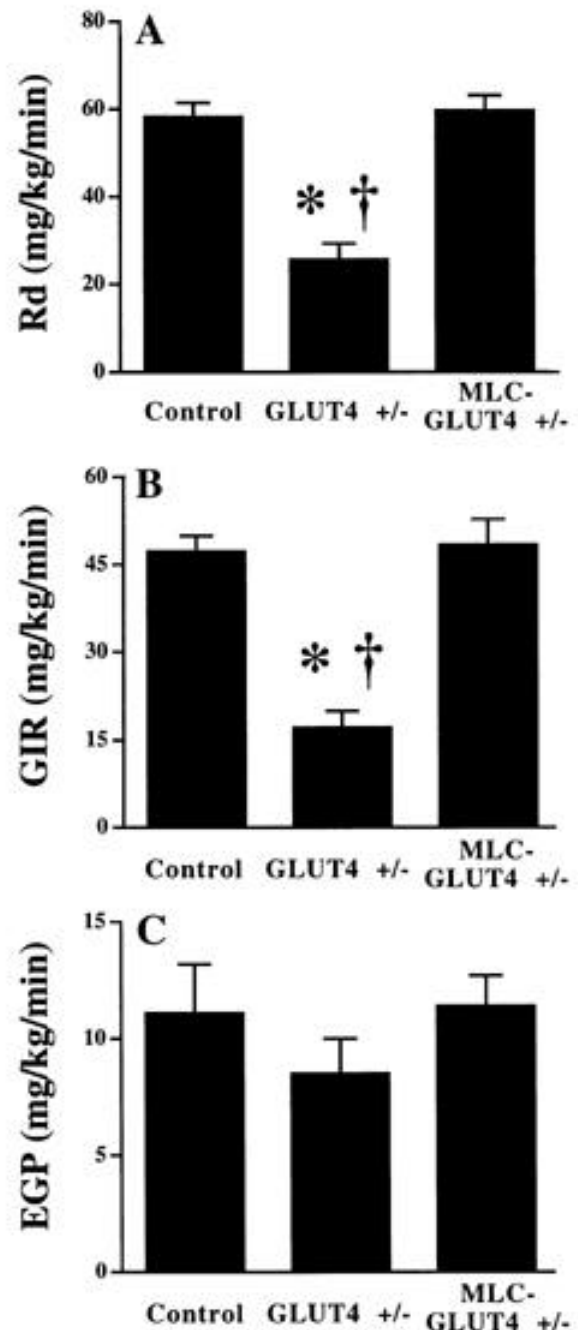 A
Rd (mg/kg/min)
80
60
40
20
0
* †
Control GLUT4 +/- MLC-
GLUT4 +/-
B
GIR (mg/kg/min)
60
45
30
15
0
* †
Control GLUT4 +/- MLC-
GLUT4 +/-
C
EGP (mg/kg/min)
15
10
5
0
Control GLUT4 +/- MLC-
GLUT4 +/-